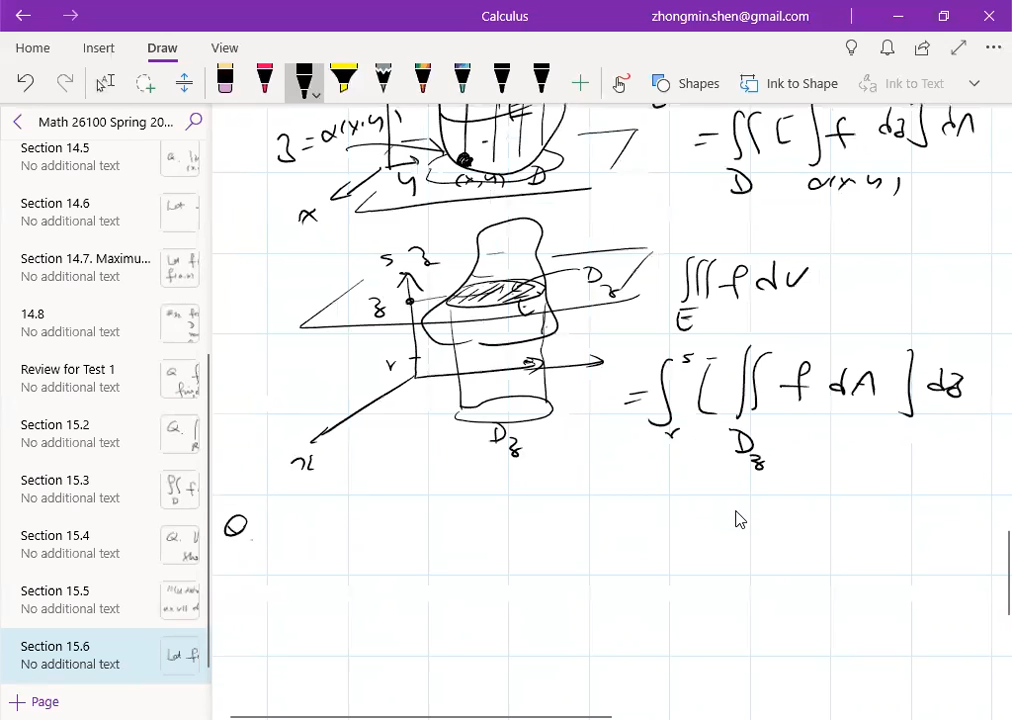 Calculus
zhongmin.shen@gmail.com
Home Insert Draw View
Shapes Ink to Shape Ink to Text
Math 26100 Spring 20...
Section 14.5
No additional text
Section 14.6
No additional text
Section 14.7. Maximu...
No additional text
14.8
No additional text
Review for Test 1
No additional text
Section 15.2
No additional text
Section 15.3
No additional text
Section 15.4
No additional text
Section 15.5
No additional text
Section 15.6
No additional text
+ Page
z = α(x,y)
y (x,y) D
x
= ∬ [ ∫ f dz ] dA
D α(x,y)
s z
z
D_z
E
r
D_z
x
∭ f dV
E
= ∫_r^s [ ∬ f dA ] dz
D_z
Q.